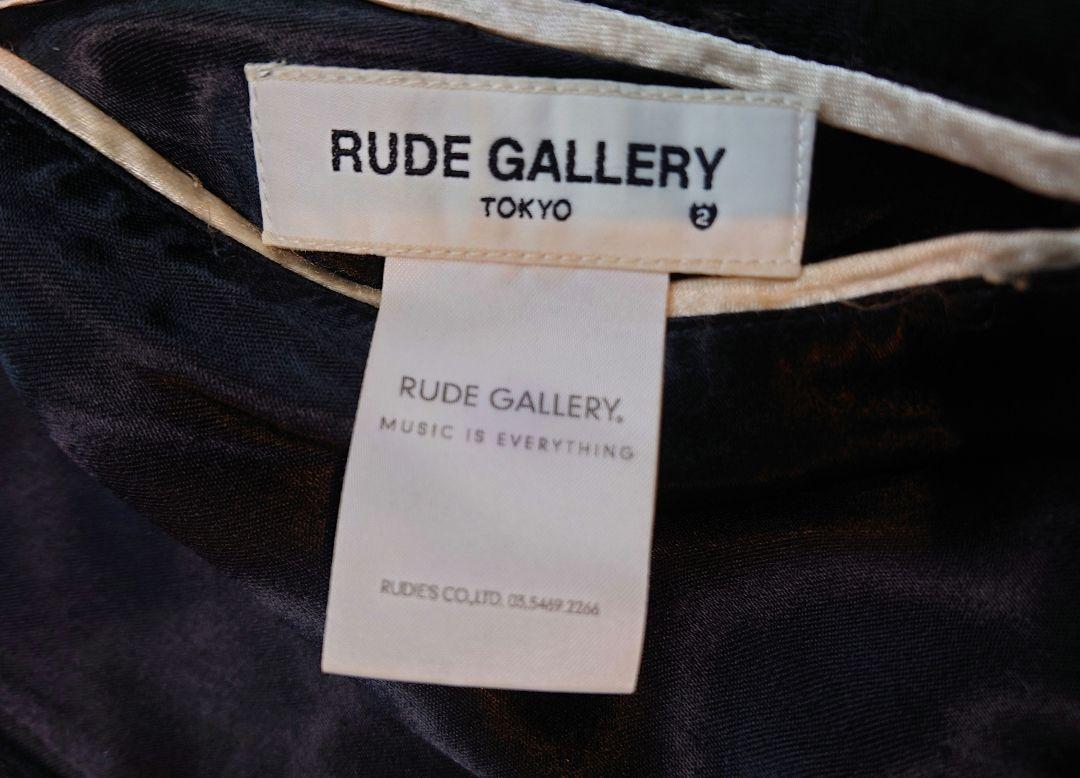 RUDE GALLERY
TOKYO 2
RUDE GALLERY.
MUSIC IS EVERYTHING
RUDIE'S CO.,LTD. 03.5469.2266